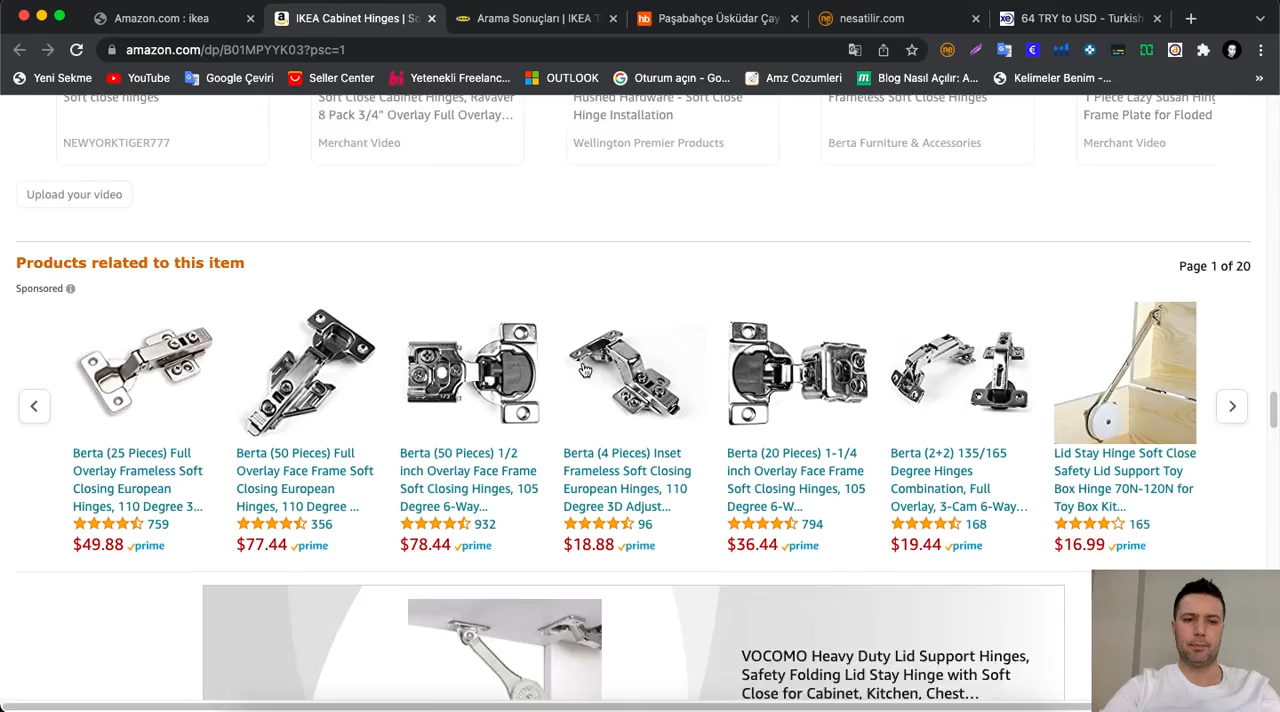 Amazon.com : ikea
IKEA Cabinet Hinges | So
Arama Sonuçları | IKEA T
Paşabahçe Üsküdar Çay
nesatilir.com
64 TRY to USD - Turkish
amazon.com/dp/B01MPYYK03?psc=1
Yeni Sekme
YouTube
Google Çeviri
Seller Center
Yetenekli Freelanc...
OUTLOOK
Oturum açın - Go...
Amz Cozumleri
Blog Nasıl Açılır: A...
Kelimeler Benim -...
»
Soft close hinges
NEWYORKTIGER777
Soft Close Cabinet Hinges, Ravaver
8 Pack 3/4" Overlay Full Overlay...
Merchant Video
Hushed Hardware - Soft Close
Hinge Installation
Wellington Premier Products
Frameless Soft Close Hinges
Berta Furniture & Accessories
1 Piece Lazy Susan Hing
Frame Plate for Floded
Merchant Video
Upload your video
Products related to this item
Page 1 of 20
Sponsored
Berta (25 Pieces) Full
Overlay Frameless Soft
Closing European
Hinges, 110 Degree 3...
759
$49.88 prime
Berta (50 Pieces) Full
Overlay Face Frame Soft
Closing European
Hinges, 110 Degree ...
356
$77.44 prime
Berta (50 Pieces) 1/2
inch Overlay Face Frame
Soft Closing Hinges, 105
Degree 6-Way...
932
$78.44 prime
Berta (4 Pieces) Inset
Frameless Soft Closing
European Hinges, 110
Degree 3D Adjust...
96
$18.88 prime
Berta (20 Pieces) 1-1/4
inch Overlay Face Frame
Soft Closing Hinges, 105
Degree 6-W...
794
$36.44 prime
Berta (2+2) 135/165
Degree Hinges
Combination, Full
Overlay, 3-Cam 6-Way...
168
$19.44 prime
Lid Stay Hinge Soft Close
Safety Lid Support Toy
Box Hinge 70N-120N for
Toy Box Kit...
165
$16.99 prime
VOCOMO Heavy Duty Lid Support Hinges,
Safety Folding Lid Stay Hinge with Soft
Close for Cabinet, Kitchen, Chest...